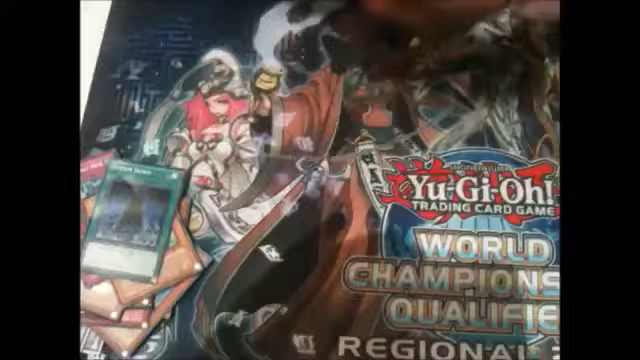 Yu-Gi-Oh!
TRADING CARD GAME
WORLD
CHAMPIONS
QUALIFIE
REGIONAL